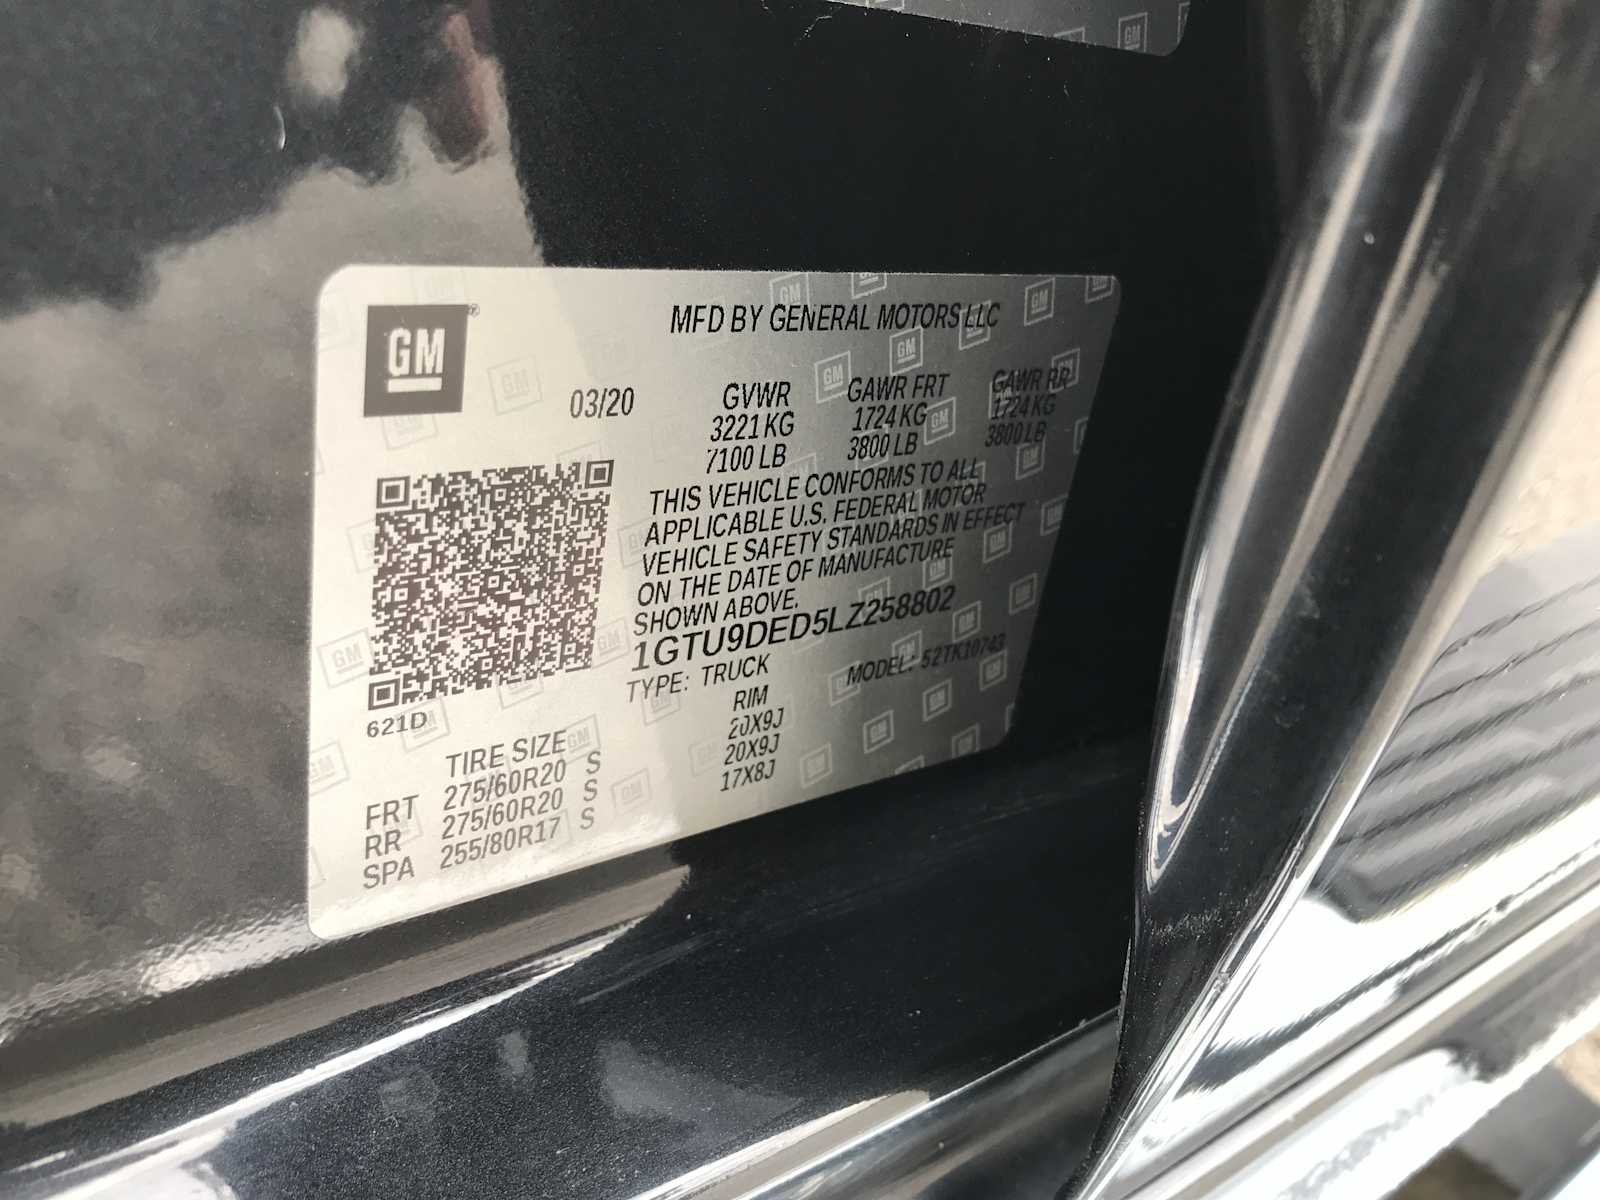 GM
MFD BY GENERAL MOTORS LLC
03/20
GVWR GAWR FRT GAWR RR
3221 KG 1724 KG 1724 KG
7100 LB 3800 LB 3800 LB
THIS VEHICLE CONFORMS TO ALL
APPLICABLE U.S. FEDERAL MOTOR
VEHICLE SAFETY STANDARDS IN EFFECT
ON THE DATE OF MANUFACTURE
SHOWN ABOVE.
1GTU9DED5LZ258802
TYPE: TRUCK MODEL: 52TK10743
621D
TIRE SIZE RIM
FRT 275/60R20 S 20X9J
RR 275/60R20 S 20X9J
SPA 255/80R17 S 17X8J